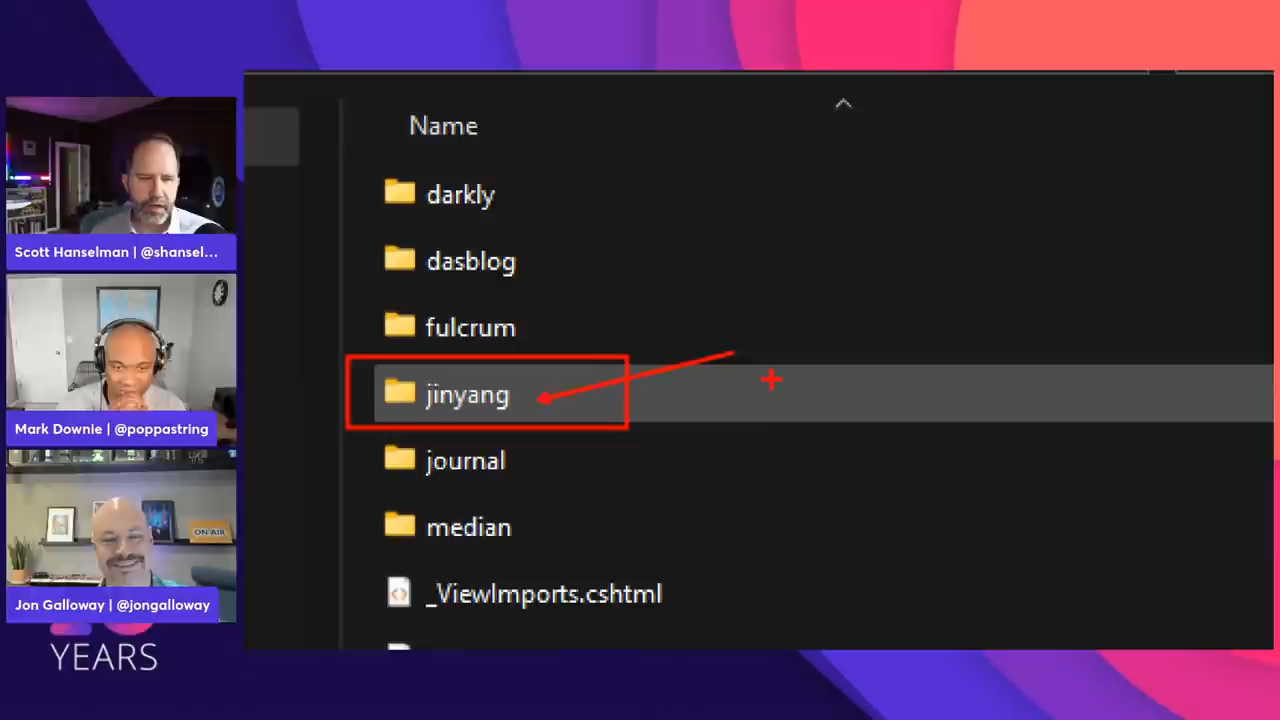 Scott Hanselman | @shansel...
Mark Downie | @poppastring
ON AIR
Jon Galloway | @jongalloway
YEARS
Name
darkly
dasblog
fulcrum
jinyang
journal
median
_ViewImports.cshtml